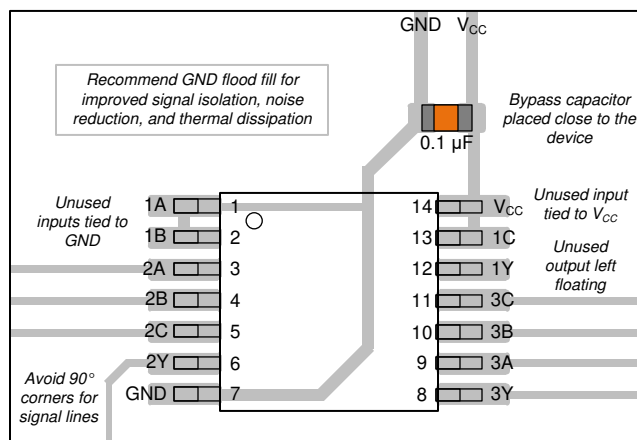 GND VCC
Recommend GND flood fill for
improved signal isolation, noise
reduction, and thermal dissipation
Bypass capacitor
placed close to the
device
0.1 µF
Unused
inputs tied to
GND
1A 1 14 VCC
1B 2 13 1C
2A 3 12 1Y
2B 4 11 3C
2C 5 10 3B
2Y 6 9 3A
GND 7 8 3Y
Unused input
tied to VCC
Unused
output left
floating
Avoid 90°
corners for
signal lines